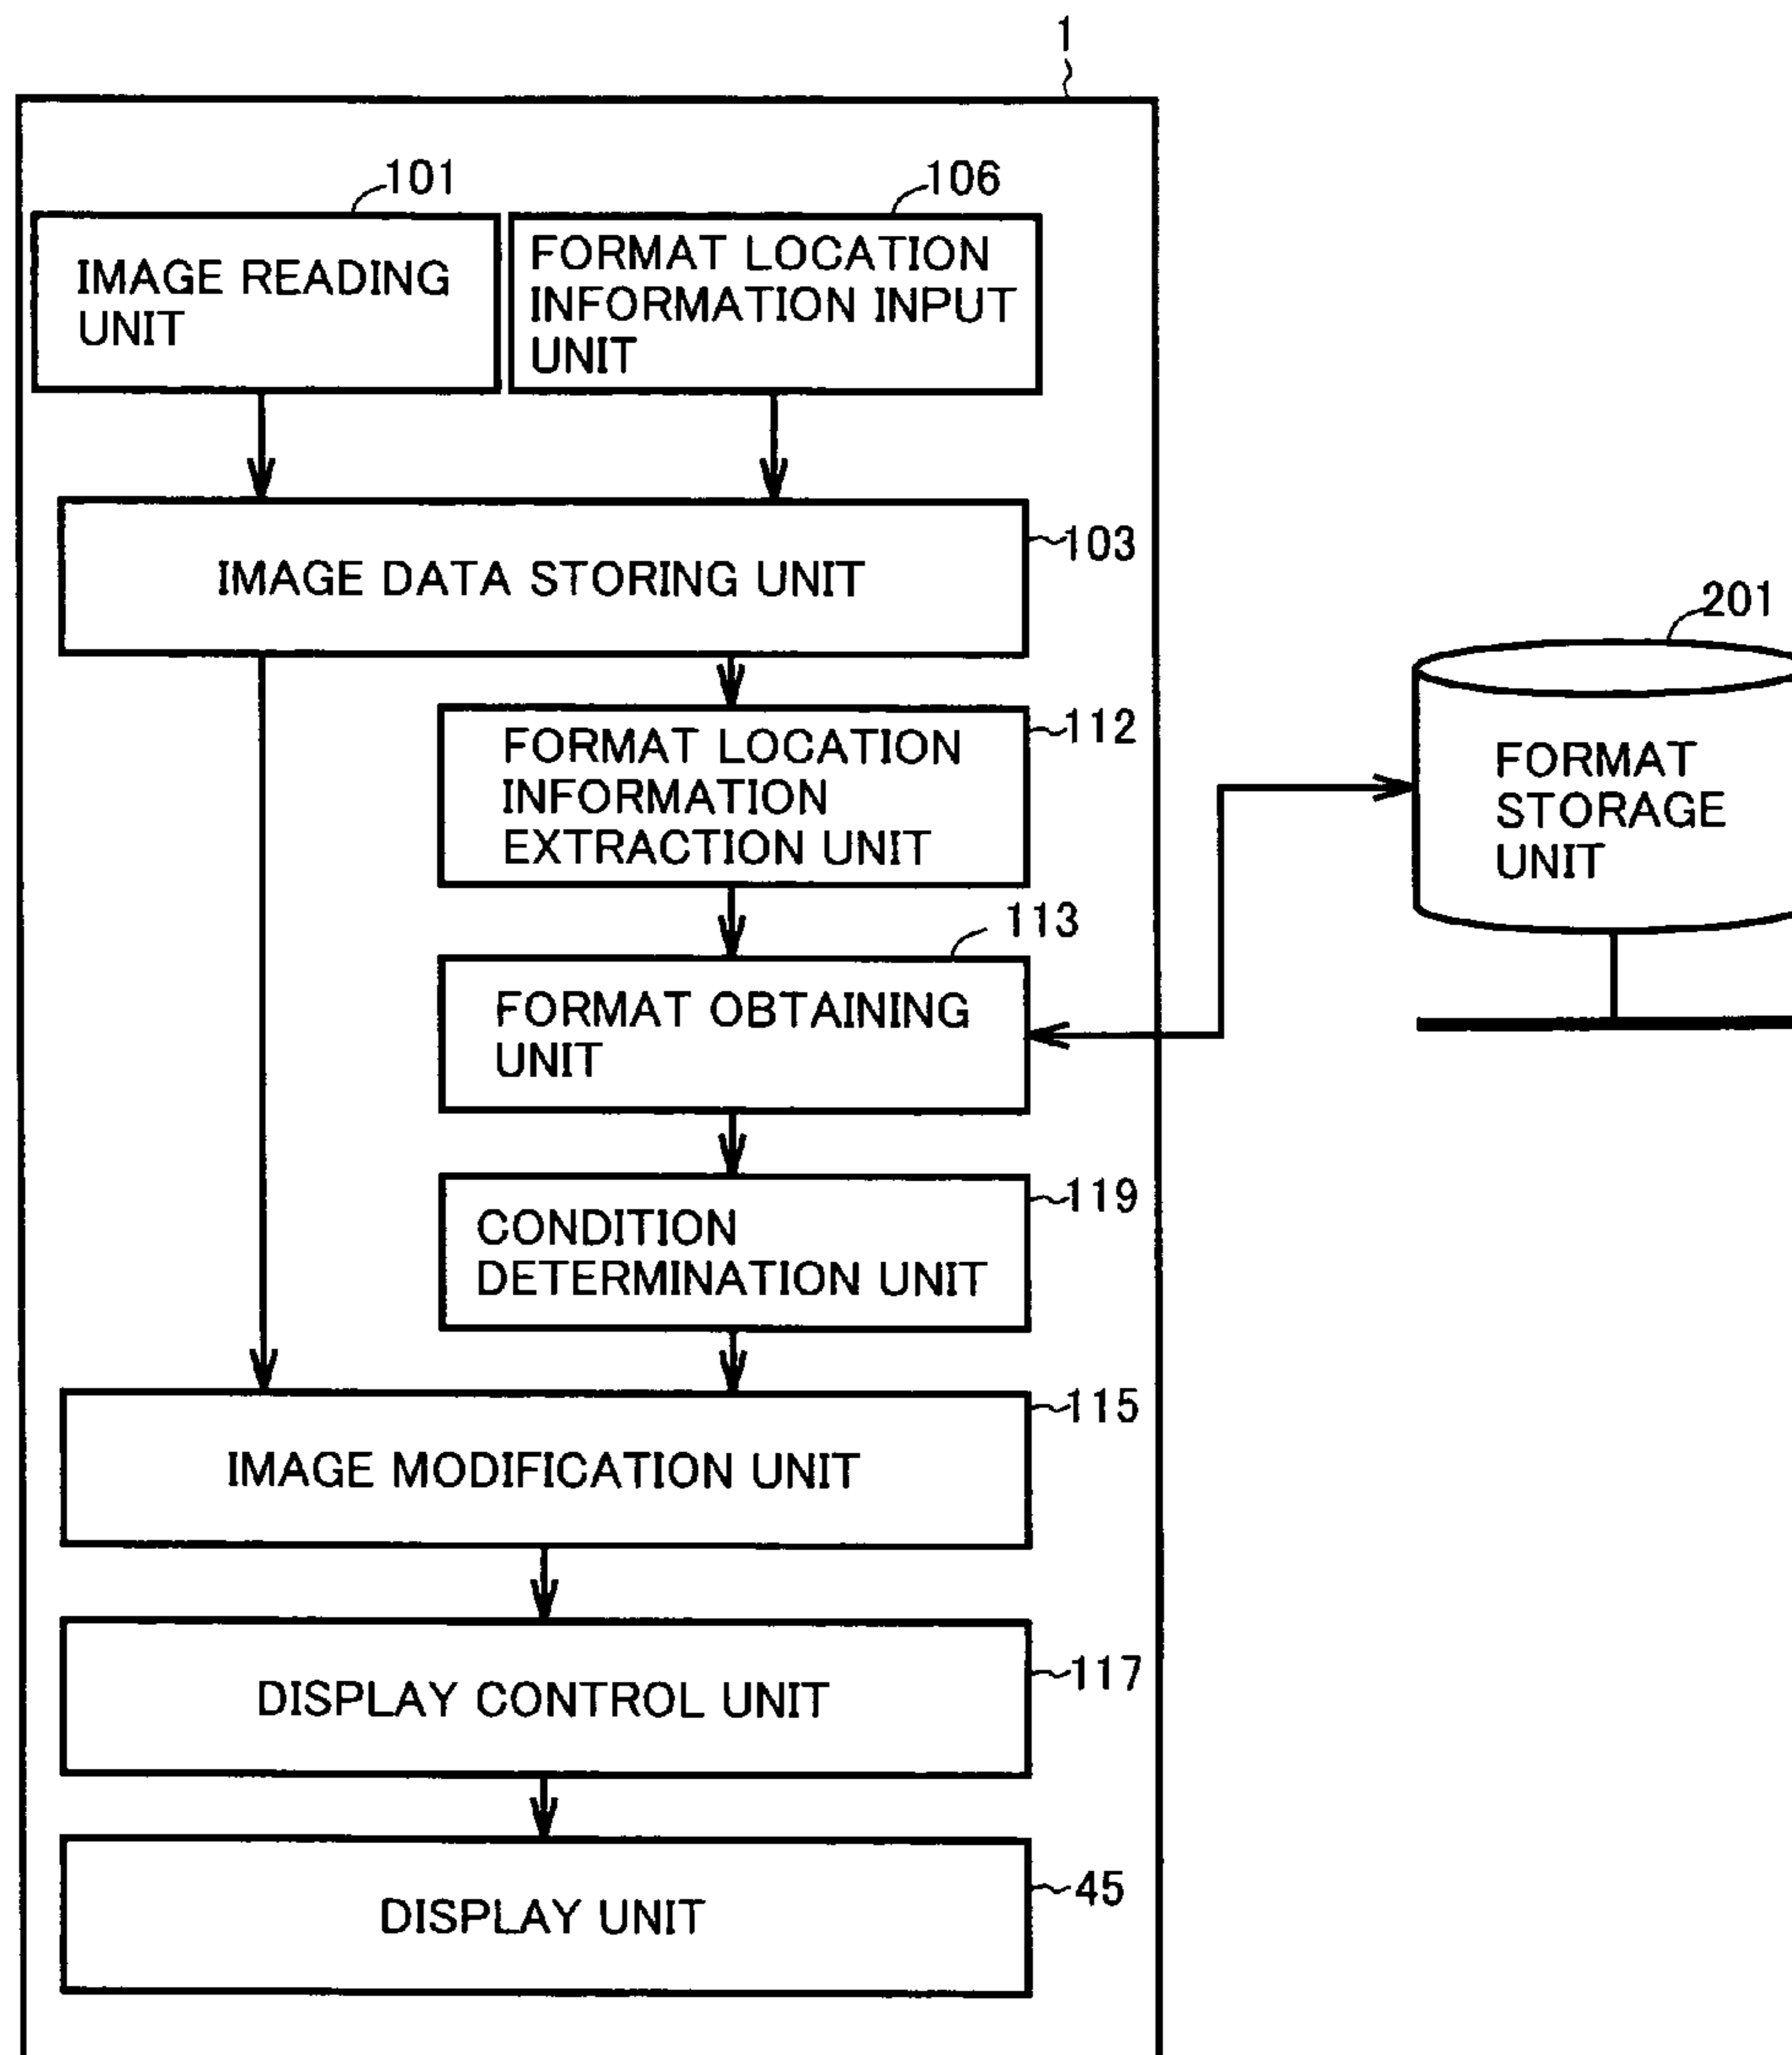 1
101
106
IMAGE READING
UNIT
FORMAT LOCATION
INFORMATION INPUT
UNIT
IMAGE DATA STORING UNIT
103
201
FORMAT LOCATION
INFORMATION
EXTRACTION UNIT
112
FORMAT
STORAGE
UNIT
113
FORMAT OBTAINING
UNIT
CONDITION
DETERMINATION UNIT
119
IMAGE MODIFICATION UNIT
115
DISPLAY CONTROL UNIT
117
DISPLAY UNIT
45